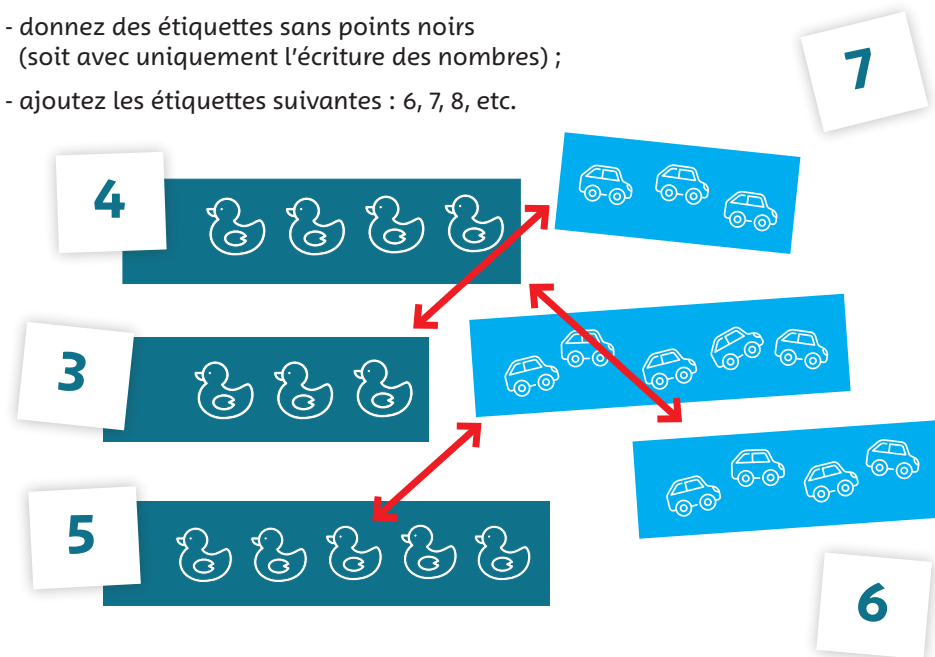 - donnez des étiquettes sans points noirs
(soit avec uniquement l'écriture des nombres) ;
- ajoutez les étiquettes suivantes : 6, 7, 8, etc.
7
4
3
5
6